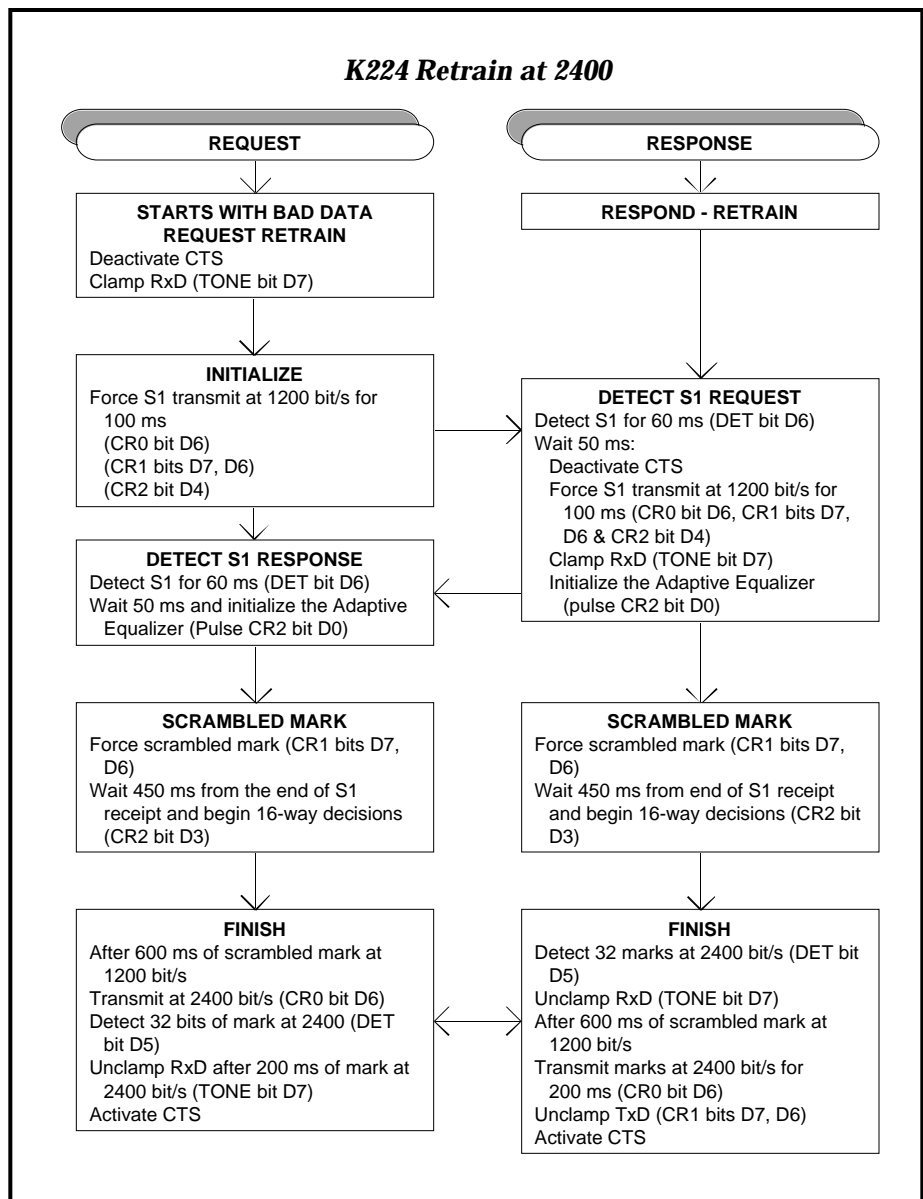 K224 Retrain at 2400
REQUEST
STARTS WITH BAD DATA
REQUEST RETRAIN
Deactivate CTS
Clamp RxD (TONE bit D7)
INITIALIZE
Force S1 transmit at 1200 bit/s for
100 ms
(CR0 bit D6)
(CR1 bits D7, D6)
(CR2 bit D4)
DETECT S1 RESPONSE
Detect S1 for 60 ms (DET bit D6)
Wait 50 ms and initialize the Adaptive
Equalizer (Pulse CR2 bit D0)
SCRAMBLED MARK
Force scrambled mark (CR1 bits D7,
D6)
Wait 450 ms from the end of S1
receipt and begin 16-way decisions
(CR2 bit D3)
FINISH
After 600 ms of scrambled mark at
1200 bit/s
Transmit at 2400 bit/s (CR0 bit D6)
Detect 32 bits of mark at 2400 (DET
bit D5)
Unclamp RxD after 200 ms of mark at
2400 bit/s (TONE bit D7)
Activate CTS
RESPONSE
RESPOND - RETRAIN
DETECT S1 REQUEST
Detect S1 for 60 ms (DET bit D6)
Wait 50 ms:
Deactivate CTS
Force S1 transmit at 1200 bit/s for
100 ms (CR0 bit D6, CR1 bits D7,
D6 & CR2 bit D4)
Clamp RxD (TONE bit D7)
Initialize the Adaptive Equalizer
(pulse CR2 bit D0)
SCRAMBLED MARK
Force scrambled mark (CR1 bits D7,
D6)
Wait 450 ms from end of S1 receipt
and begin 16-way decisions (CR2 bit
D3)
FINISH
Detect 32 marks at 2400 bit/s (DET bit
D5)
Unclamp RxD (TONE bit D7)
After 600 ms of scrambled mark at
1200 bit/s
Transmit marks at 2400 bit/s for
200 ms (CR0 bit D6)
Unclamp TxD (CR1 bits D7, D6)
Activate CTS